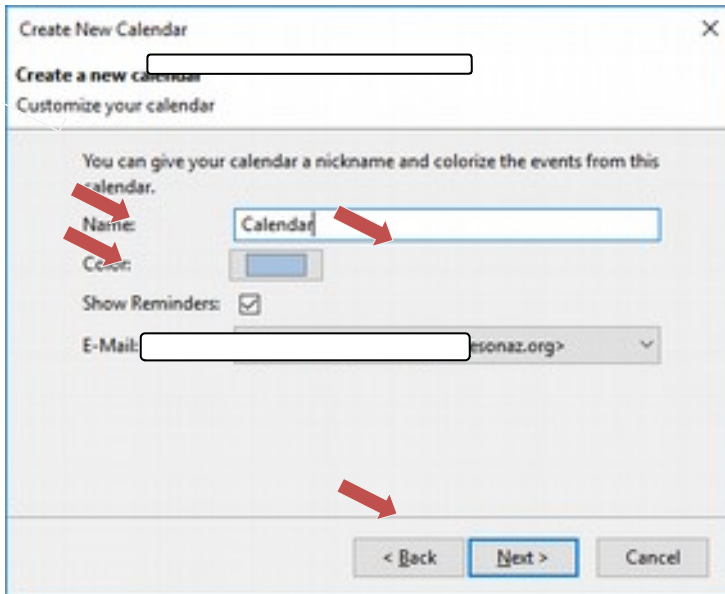 Create New Calendar
Create a new calendar
Customize your calendar
You can give your calendar a nickname and colorize the events from this
calendar.
Name: Calendar
Color:
Show Reminders:
E-Mail: esonaz.org>
< Back Next > Cancel